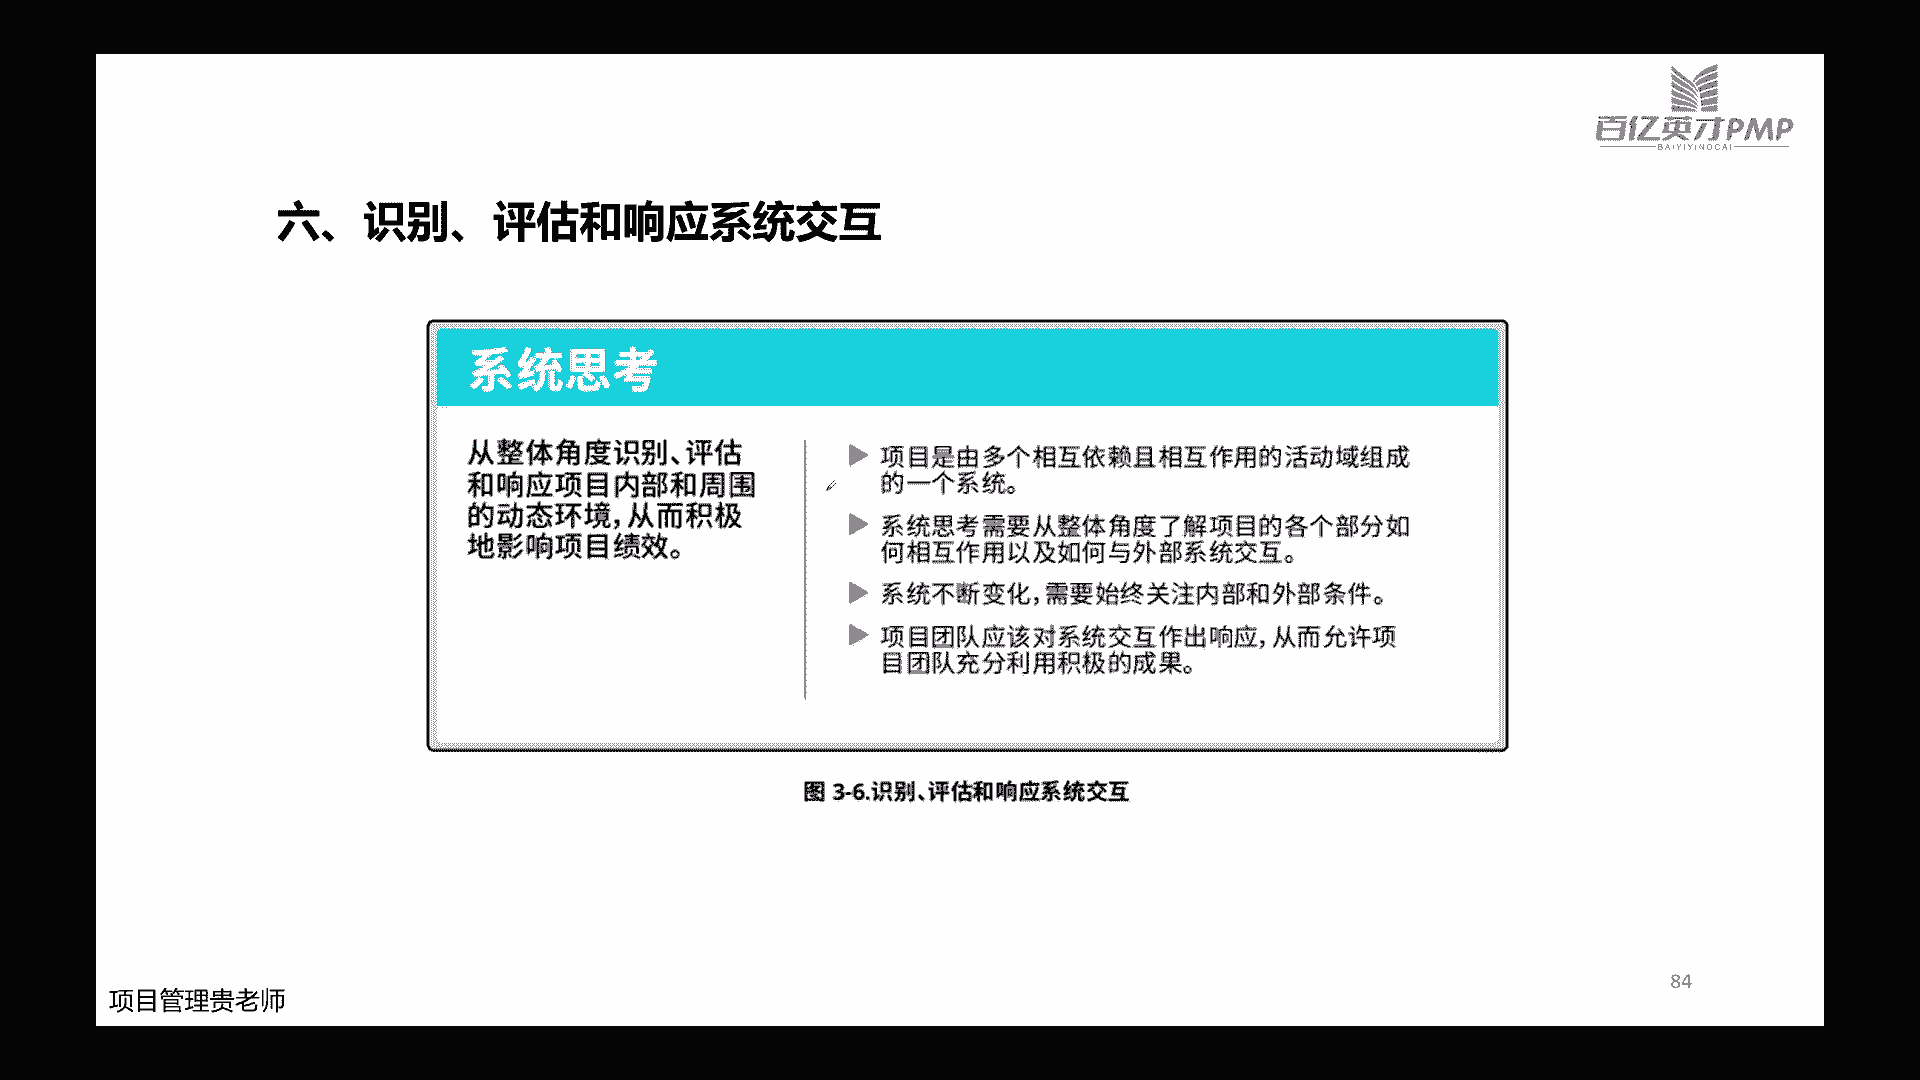 百亿英才PMP
BAIYIYINGCAI
六、识别、评估和响应系统交互
系统思考
从整体角度识别、评估
和响应项目内部和周围
的动态环境,从而积极
地影响项目绩效。
项目是由多个相互依赖且相互作用的活动域组成
的一个系统。
系统思考需要从整体角度了解项目的各个部分如
何相互作用以及如何与外部系统交互。
系统不断变化,需要始终关注内部和外部条件。
项目团队应该对系统交互作出响应,从而允许项
目团队充分利用积极的成果。
图 3-6.识别、评估和响应系统交互
84
项目管理贵老师